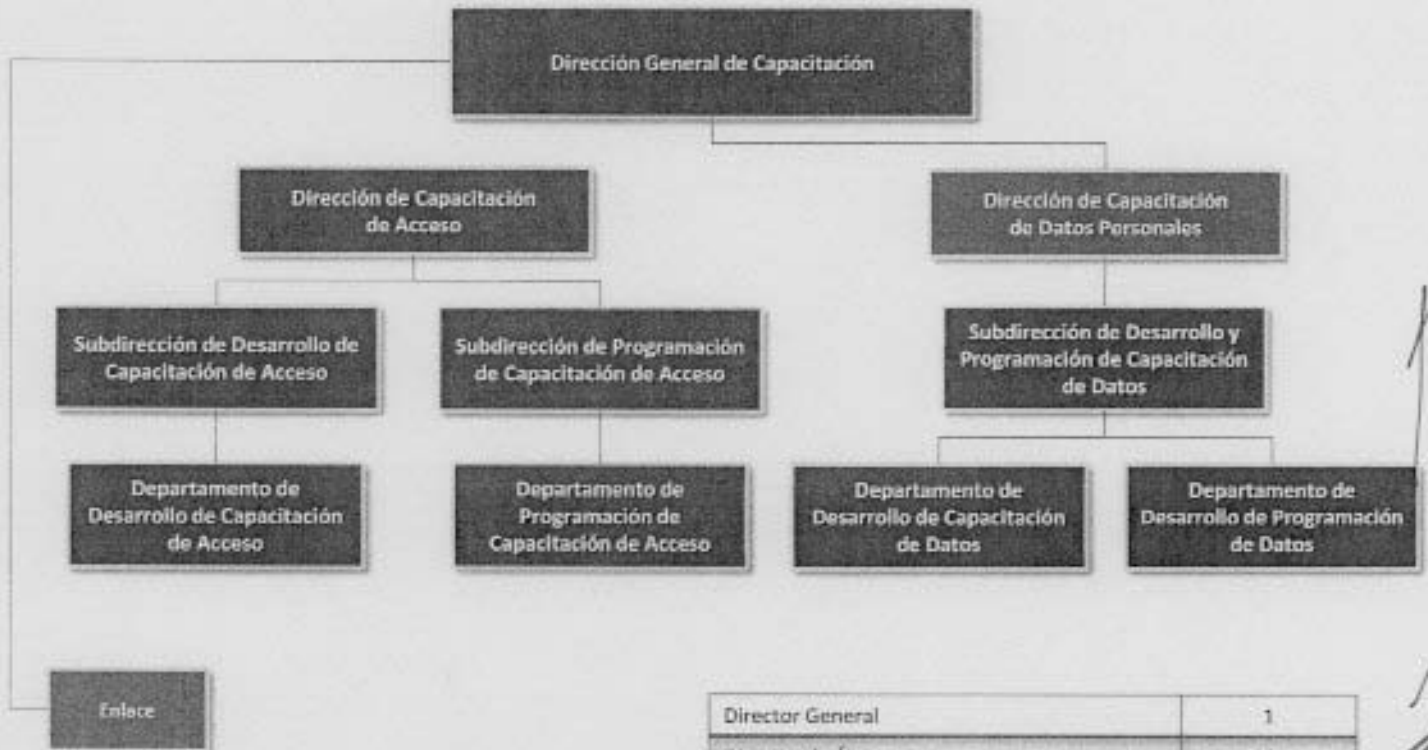 Dirección General de Capacitación
Dirección de Capacitación
de Acceso
Dirección de Capacitación
de Datos Personales
Subdirección de Desarrollo de
Capacitación de Acceso
Subdirección de Programación
de Capacitación de Acceso
Subdirección de Desarrollo y
Programación de Capacitación
de Datos
Departamento de
Desarrollo de Capacitación
de Acceso
Departamento de
Programación de
Capacitación de Acceso
Departamento de
Desarrollo de Capacitación
de Datos
Departamento de
Desarrollo de Programación
de Datos
Enlace
Director General 1